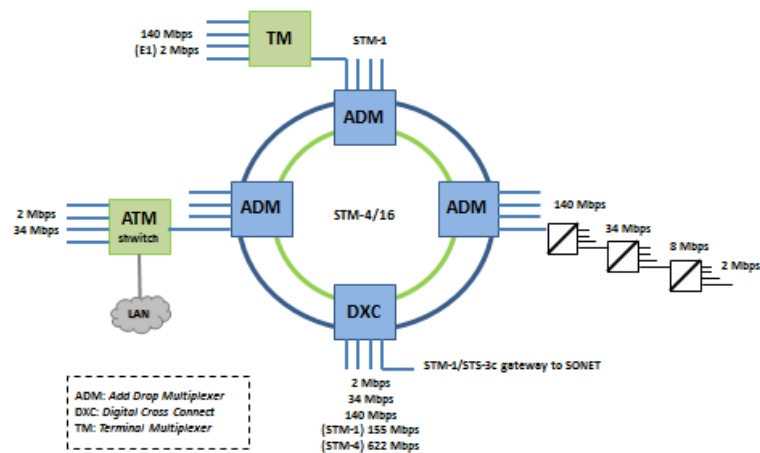 140 Mbps
(E1) 2 Mbps
TM
STM-1
ADM
2 Mbps
34 Mbps
ATM
shwitch
ADM
STM-4/16
ADM
140 Mbps
34 Mbps
8 Mbps
2 Mbps
LAN
DXC
STM-1/STS-3c gateway to SONET
2 Mbps
34 Mbps
140 Mbps
(STM-1) 155 Mbps
(STM-4) 622 Mbps
ADM: Add Drop Multiplexer
DXC: Digital Cross Connect
TM: Terminal Multiplexer